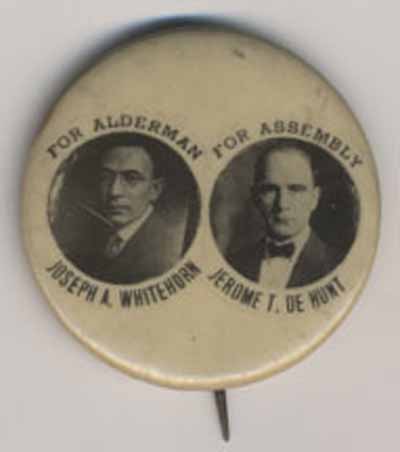 FOR ALDERMAN
JOSEPH A. WHITEHORN
FOR ASSEMBLY
JEROME T. DE HUNT